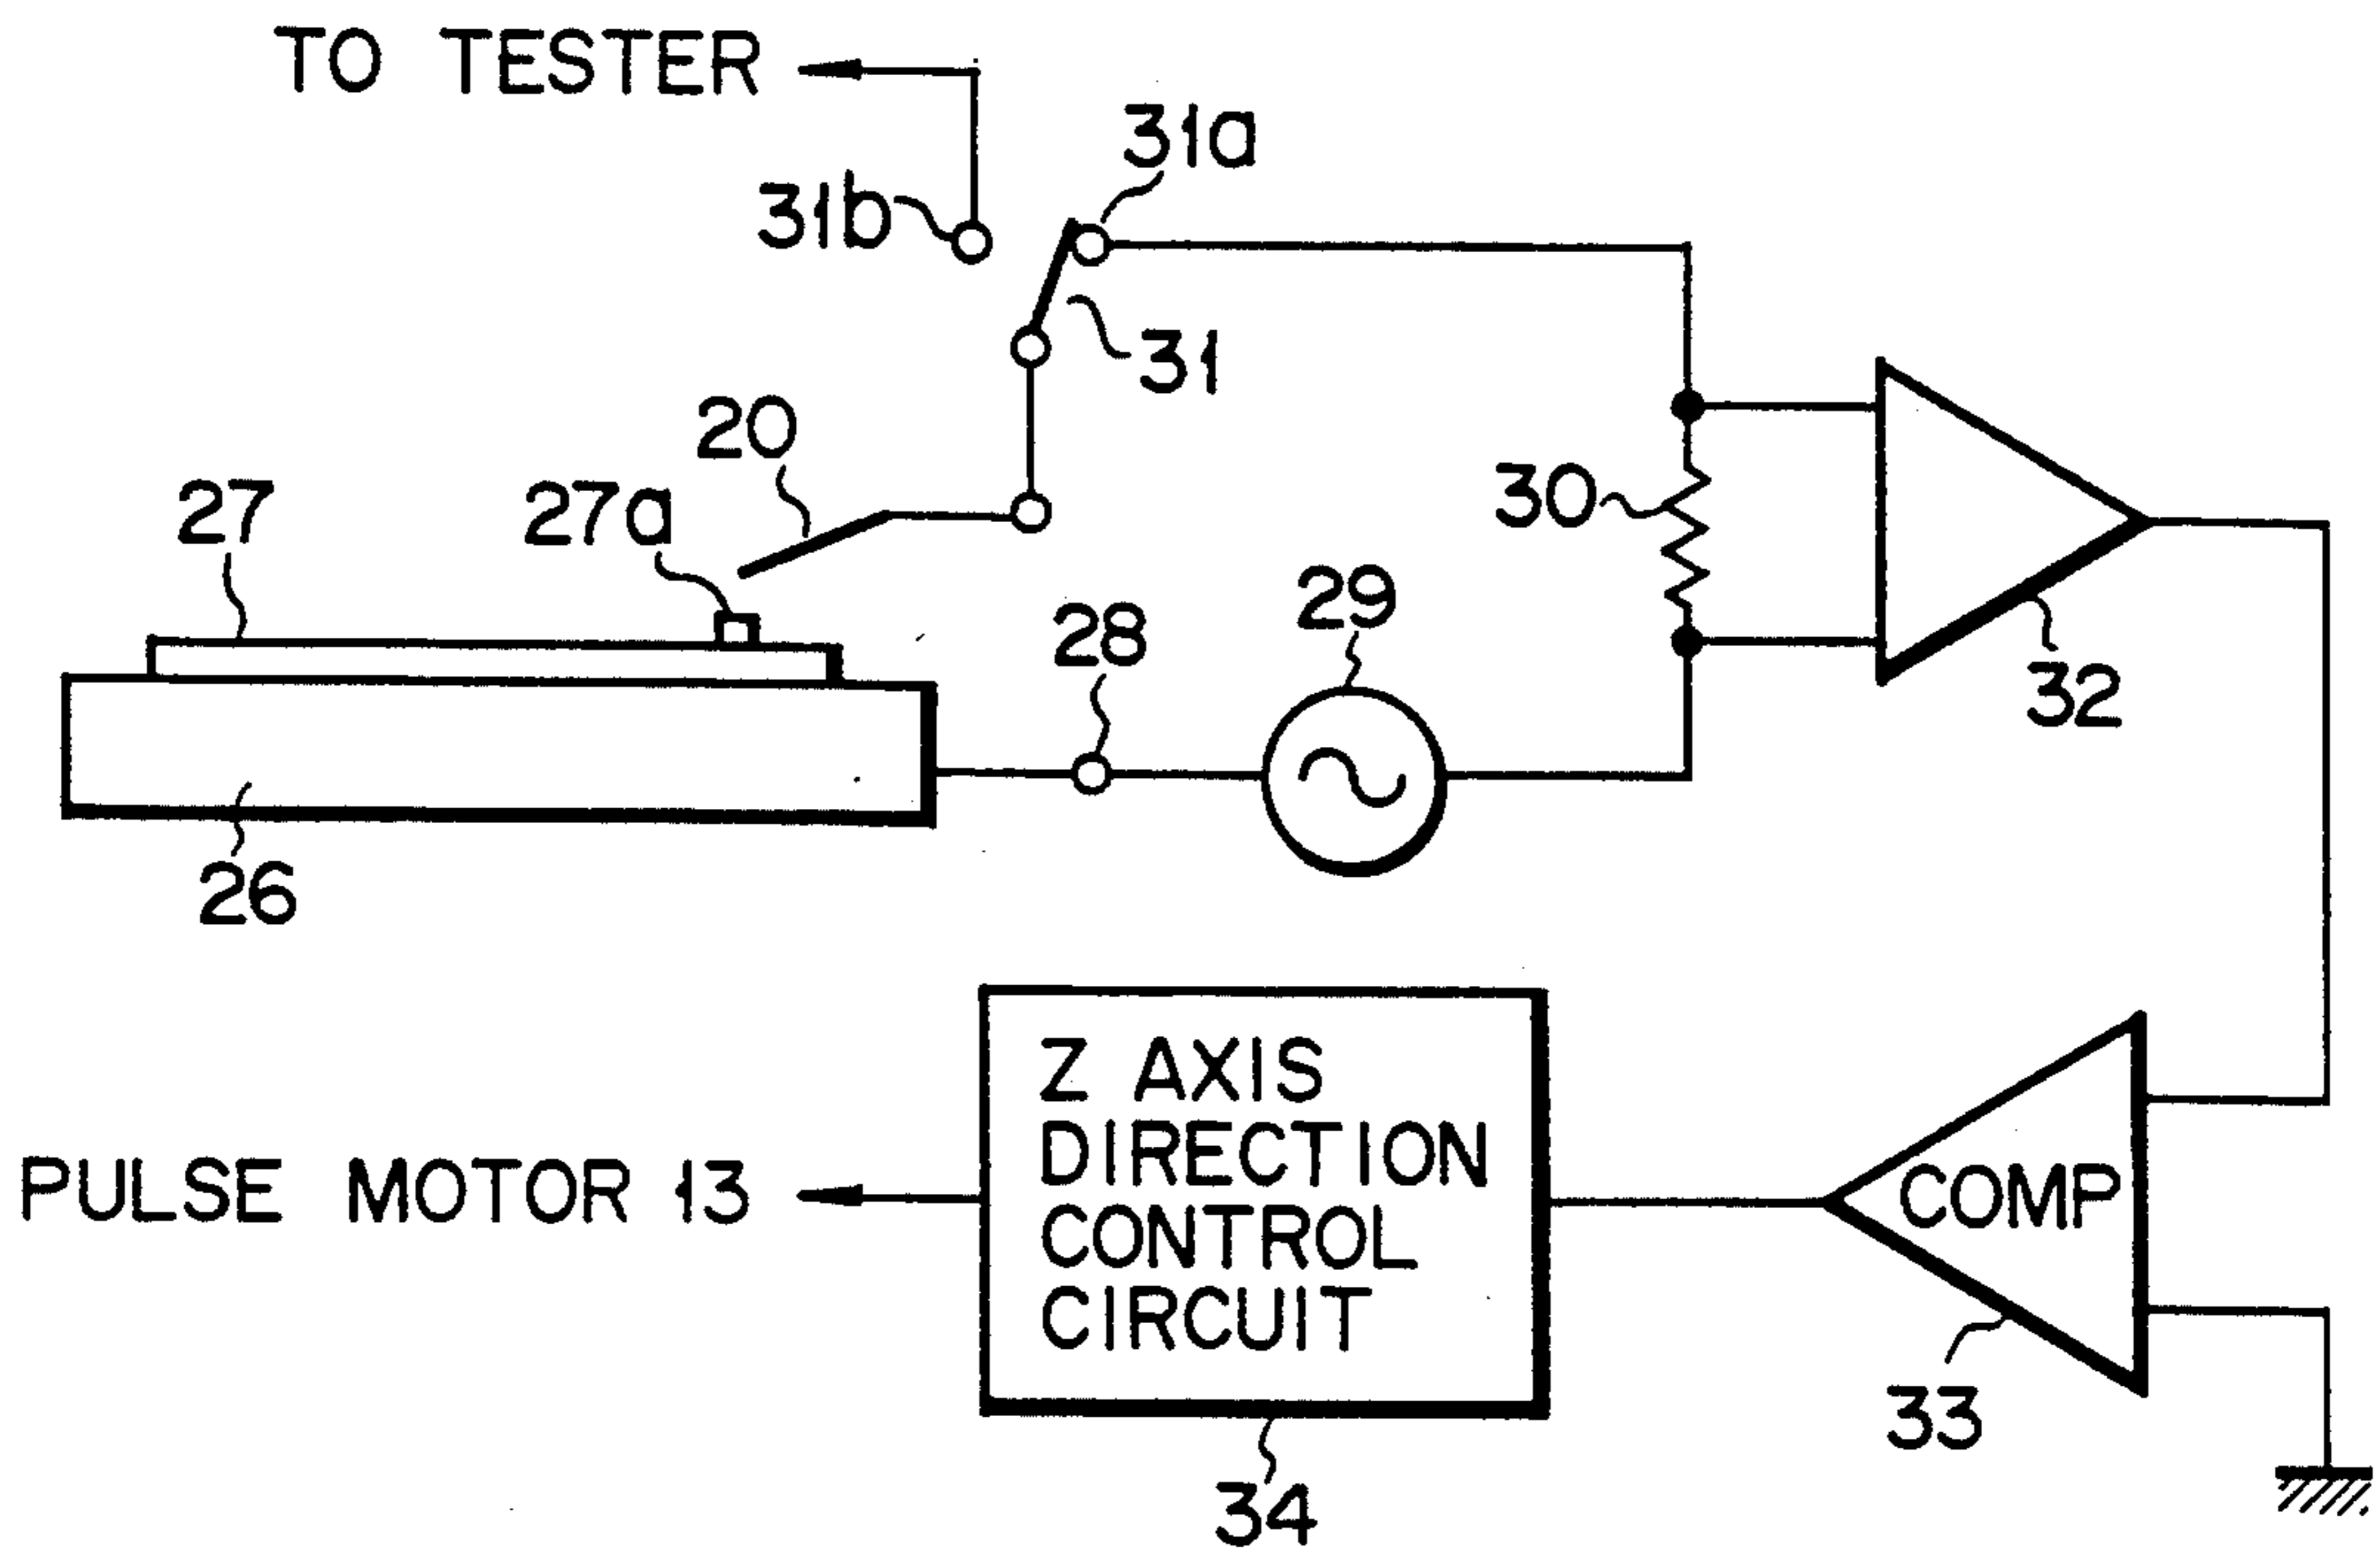 TO TESTER
31a
31b
31
20
27
27a
30
29
28
32
26
Z AXIS
DIRECTION
CONTROL
CIRCUIT
PULSE MOTOR 13
COMP
33
34